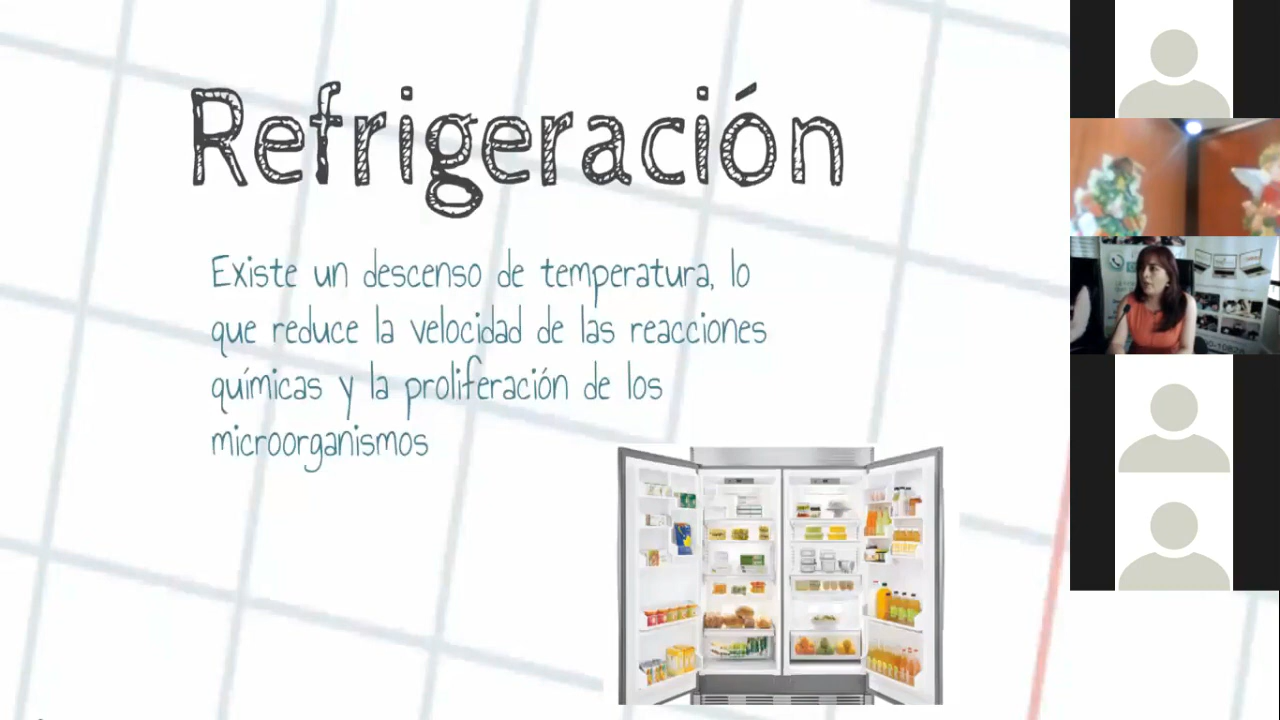 Refrigeración
Existe un descenso de temperatura, lo
que reduce la velocidad de las reacciones
químicas y la proliferación de los
microorganismos